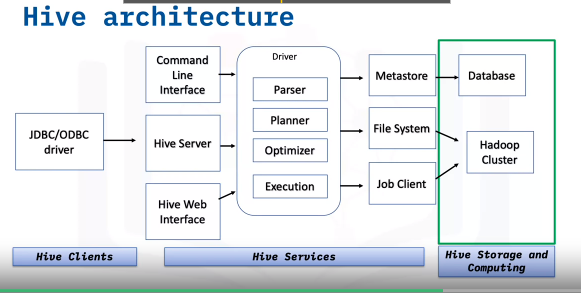 Hive architecture
JDBC/ODBC
driver
Command
Line
Interface
Hive Server
Hive Web
Interface
Driver
Parser
Planner
Optimizer
Execution
Metastore
File System
Job Client
Database
Hadoop
Cluster
Hive Clients
Hive Services
Hive Storage and
Computing